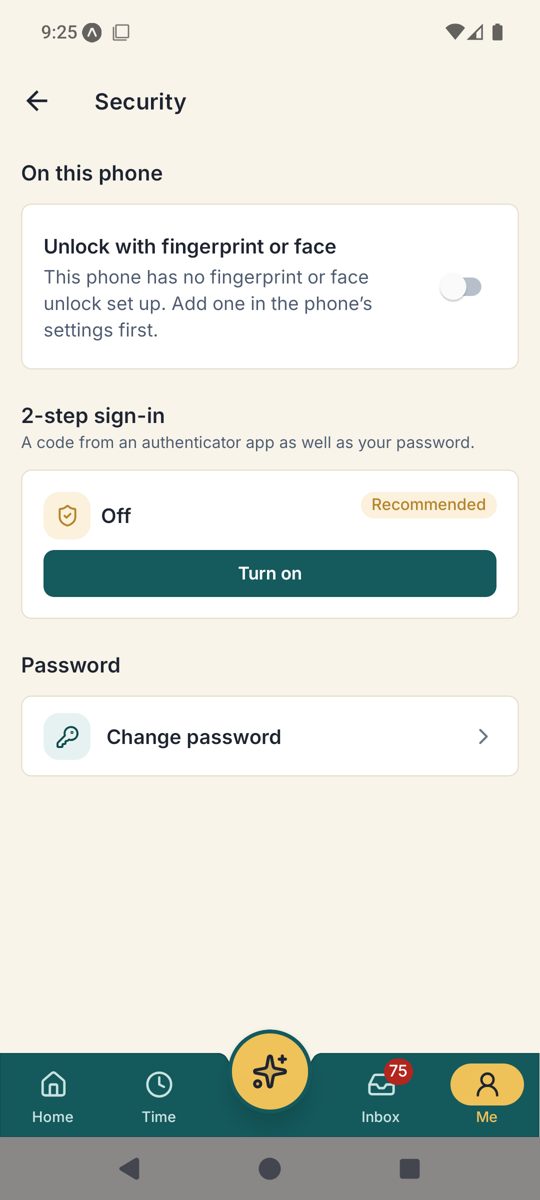 9:25
Security
On this phone
Unlock with fingerprint or face
This phone has no fingerprint or face
unlock set up. Add one in the phone’s
settings first.
2-step sign-in
A code from an authenticator app as well as your password.
Off
Recommended
Turn on
Password
Change password
75
Home
Time
Inbox
Me